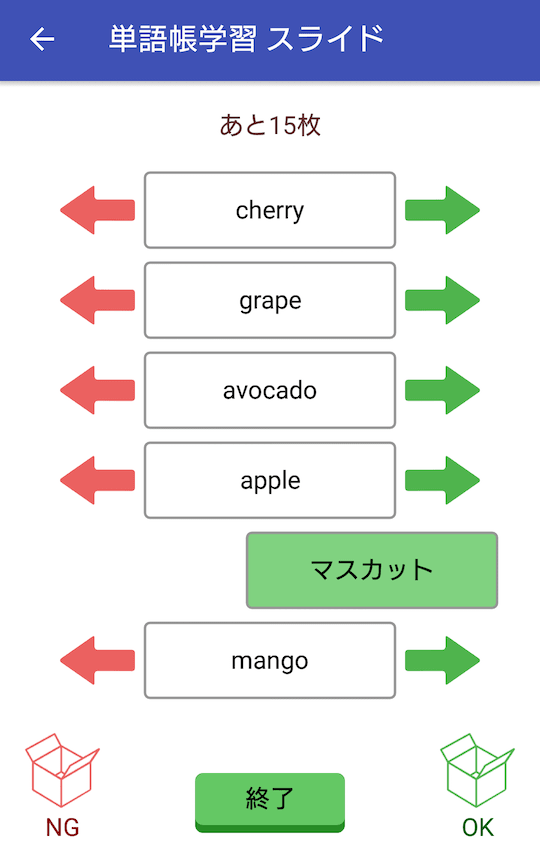 単語帳学習 スライド
あと15枚
cherry
grape
avocado
apple
マスカット
mango
終了
NG
OK